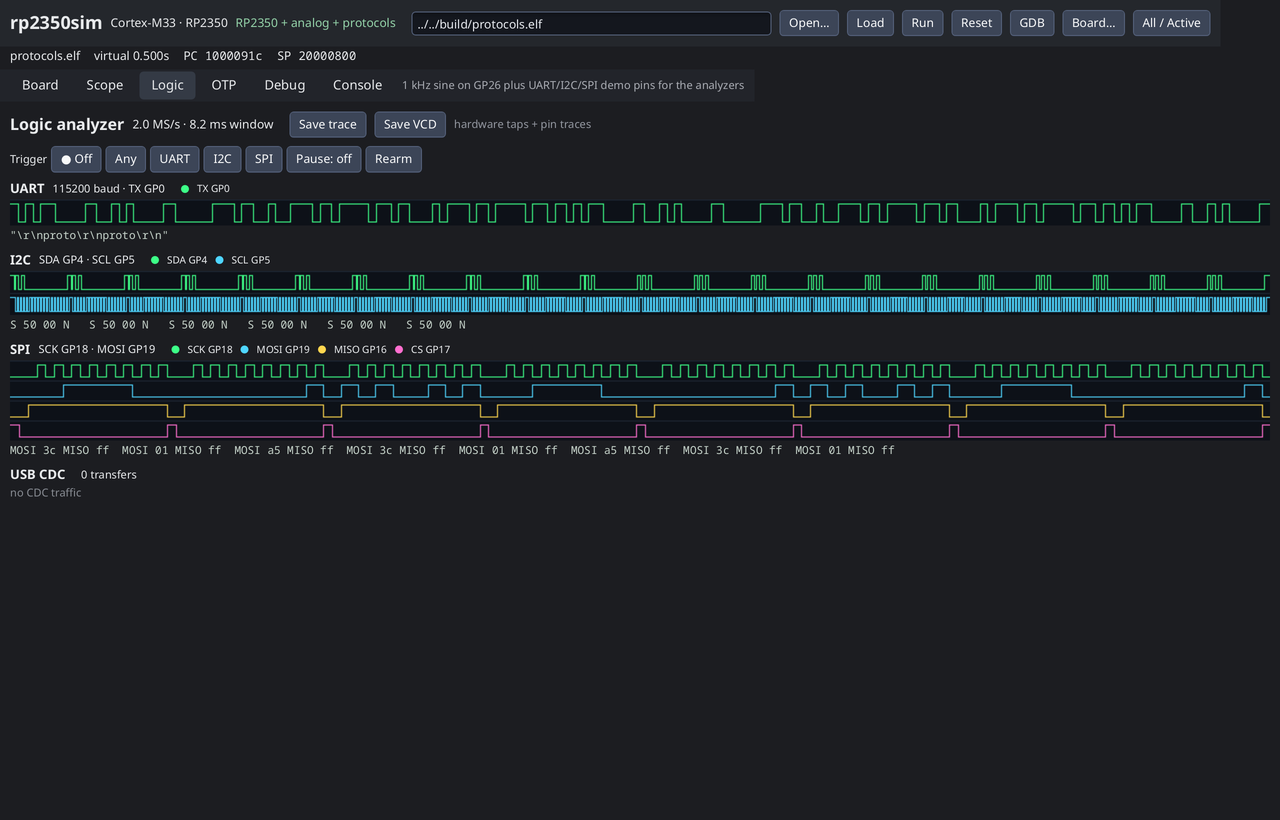 rp2350sim Cortex-M33 · RP2350 RP2350 + analog + protocols ../../build/protocols.elf Open... Load Run Reset GDB Board... All / Active
protocols.elf virtual 0.500s PC 1000091c SP 20000800
Board Scope Logic OTP Debug Console 1 kHz sine on GP26 plus UART/I2C/SPI demo pins for the analyzers
Logic analyzer 2.0 MS/s · 8.2 ms window Save trace Save VCD hardware taps + pin traces
Trigger Off Any UART I2C SPI Pause: off Rearm
UART 115200 baud · TX GP0 TX GP0
"\r\nproto\r\nproto\r\n"
I2C SDA GP4 · SCL GP5 SDA GP4 SCL GP5
S 50 00 N S 50 00 N S 50 00 N S 50 00 N S 50 00 N S 50 00 N
SPI SCK GP18 · MOSI GP19 SCK GP18 MOSI GP19 MISO GP16 CS GP17
MOSI 3c MISO ff MOSI 01 MISO ff MOSI a5 MISO ff MOSI 3c MISO ff MOSI 01 MISO ff MOSI a5 MISO ff MOSI 3c MISO ff MOSI 01 MISO ff
USB CDC 0 transfers
no CDC traffic